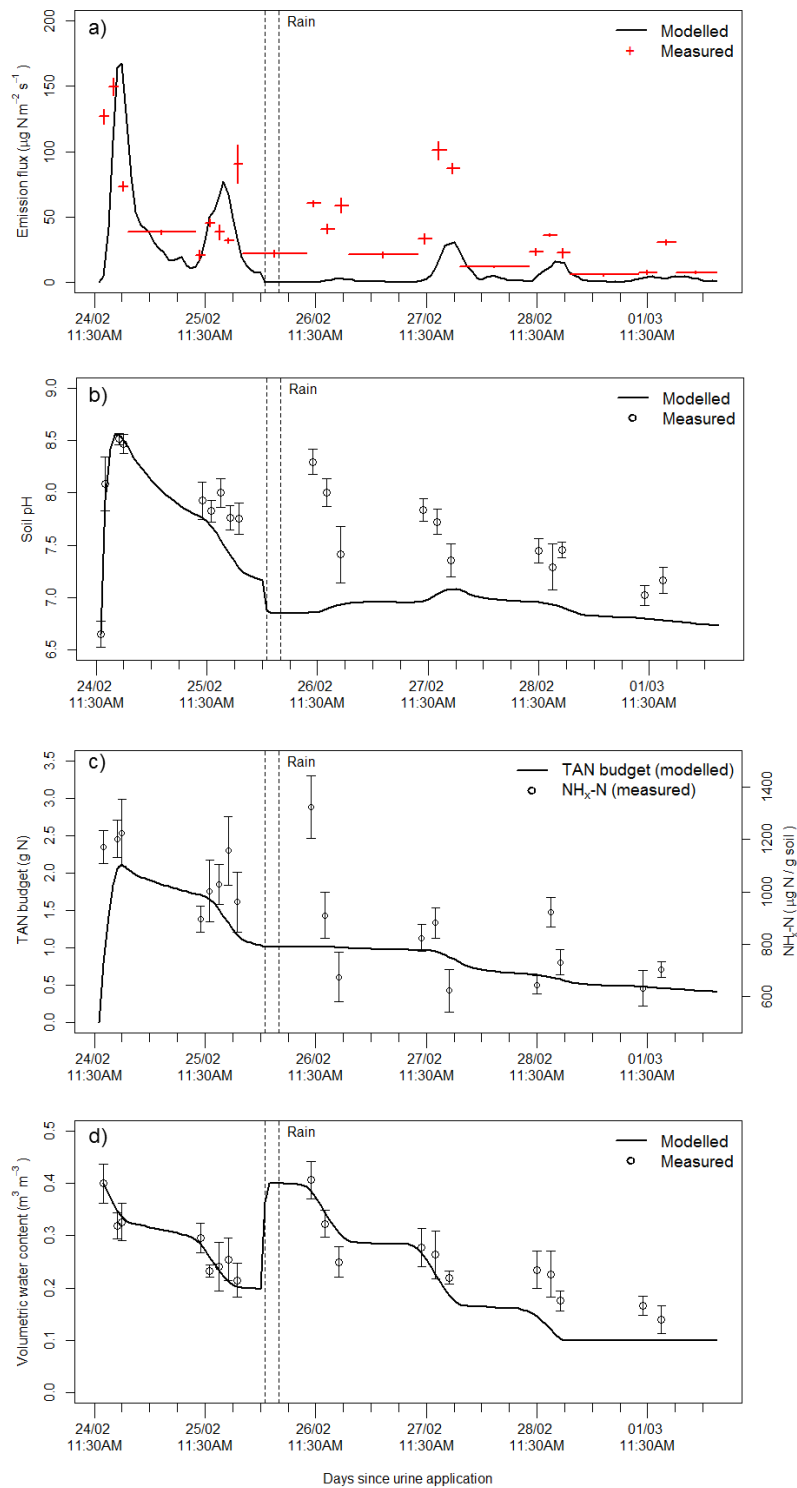 a)
Rain
Modelled
Measured
Emission flux (μg N m⁻² s⁻¹)
200
150
100
50
0
24/02 25/02 26/02 27/02 28/02 01/03
11:30AM 11:30AM 11:30AM 11:30AM 11:30AM 11:30AM
b)
Rain
Modelled
Measured
Soil pH
9.0
8.5
8.0
7.5
7.0
6.5
24/02 25/02 26/02 27/02 28/02 01/03
11:30AM 11:30AM 11:30AM 11:30AM 11:30AM 11:30AM
c)
Rain
TAN budget (modelled)
NHₓ-N (measured)
TAN budget (g N)
3.5
3.0
2.5
2.0
1.5
1.0
0.5
0.0
1400
1200
1000
800
600
NHₓ-N ( μg N / g soil )
24/02 25/02 26/02 27/02 28/02 01/03
11:30AM 11:30AM 11:30AM 11:30AM 11:30AM 11:30AM
d)
Rain
Modelled
Measured
Volumetric water content (m³ m⁻³)
0.5
0.4
0.3
0.2
0.1
0.0
24/02 25/02 26/02 27/02 28/02 01/03
11:30AM 11:30AM 11:30AM 11:30AM 11:30AM 11:30AM
Days since urine application